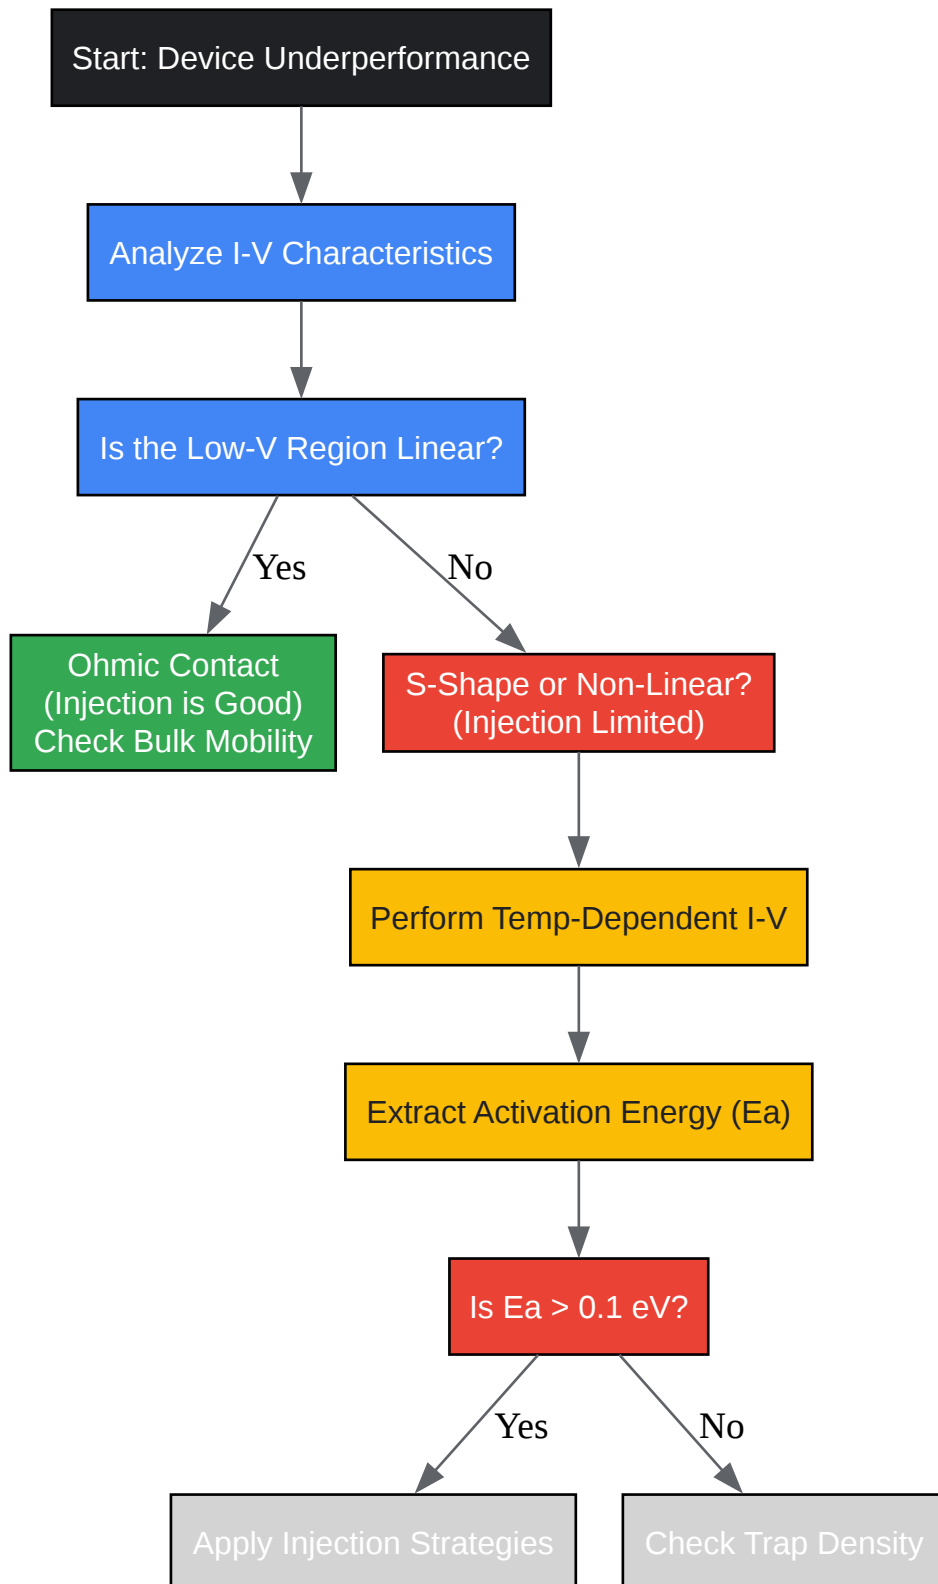 Start: Device Underperformance
Analyze I-V Characteristics
Is the Low-V Region Linear?
Yes
No
Ohmic Contact
(Injection is Good)
Check Bulk Mobility
S-Shape or Non-Linear?
(Injection Limited)
Perform Temp-Dependent I-V
Extract Activation Energy (Ea)
Is Ea > 0.1 eV?
Yes
No
Apply Injection Strategies
Check Trap Density